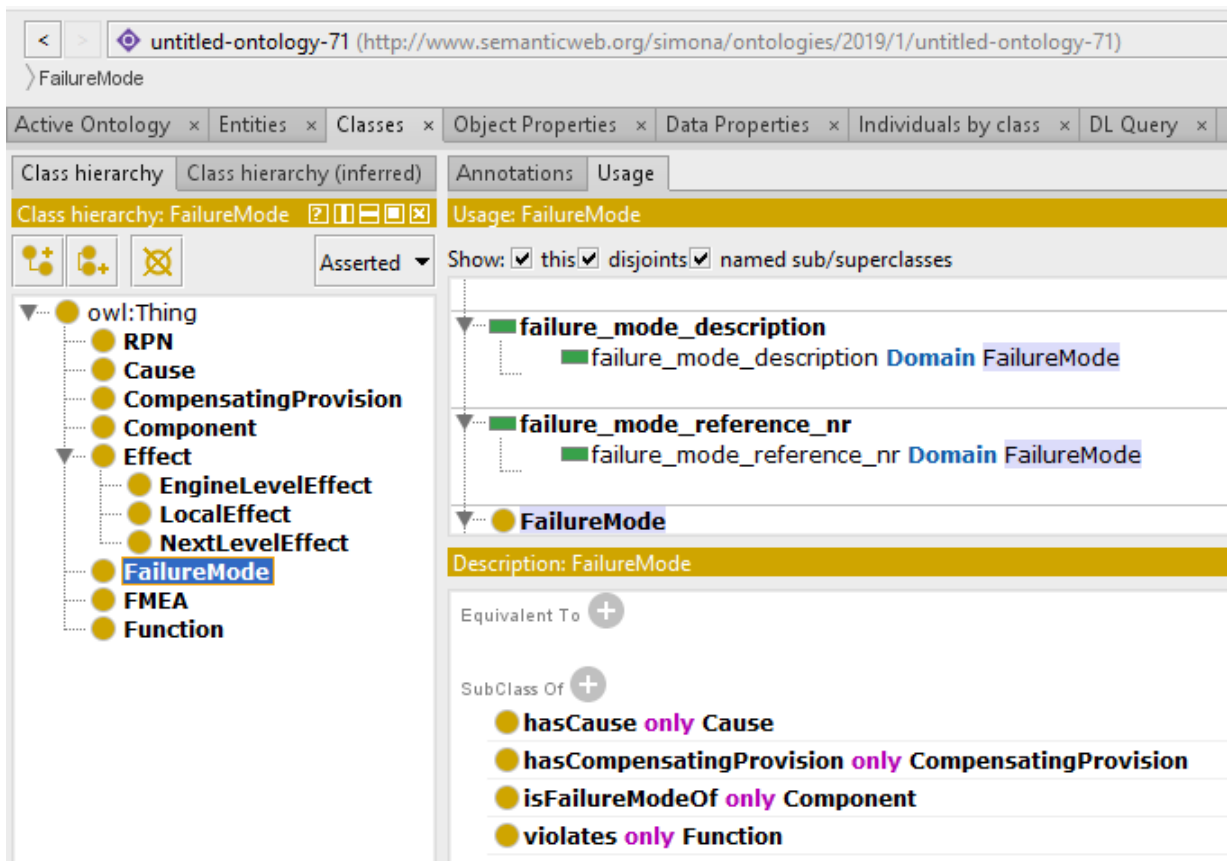 < > untitled-ontology-71 (http://www.semanticweb.org/simona/ontologies/2019/1/untitled-ontology-71)
FailureMode
Active Ontology × Entities × Classes × Object Properties × Data Properties × Individuals by class × DL Query ×
Class hierarchy Class hierarchy (inferred)
Class hierarchy: FailureMode
Asserted
owl:Thing
RPN
Cause
CompensatingProvision
Component
Effect
EngineLevelEffect
LocalEffect
NextLevelEffect
FailureMode
FMEA
Function
Annotations Usage
Usage: FailureMode
Show: this disjoints named sub/superclasses
failure_mode_description
failure_mode_description Domain FailureMode
failure_mode_reference_nr
failure_mode_reference_nr Domain FailureMode
FailureMode
Description: FailureMode
Equivalent To
SubClass Of
hasCause only Cause
hasCompensatingProvision only CompensatingProvision
isFailureModeOf only Component
violates only Function